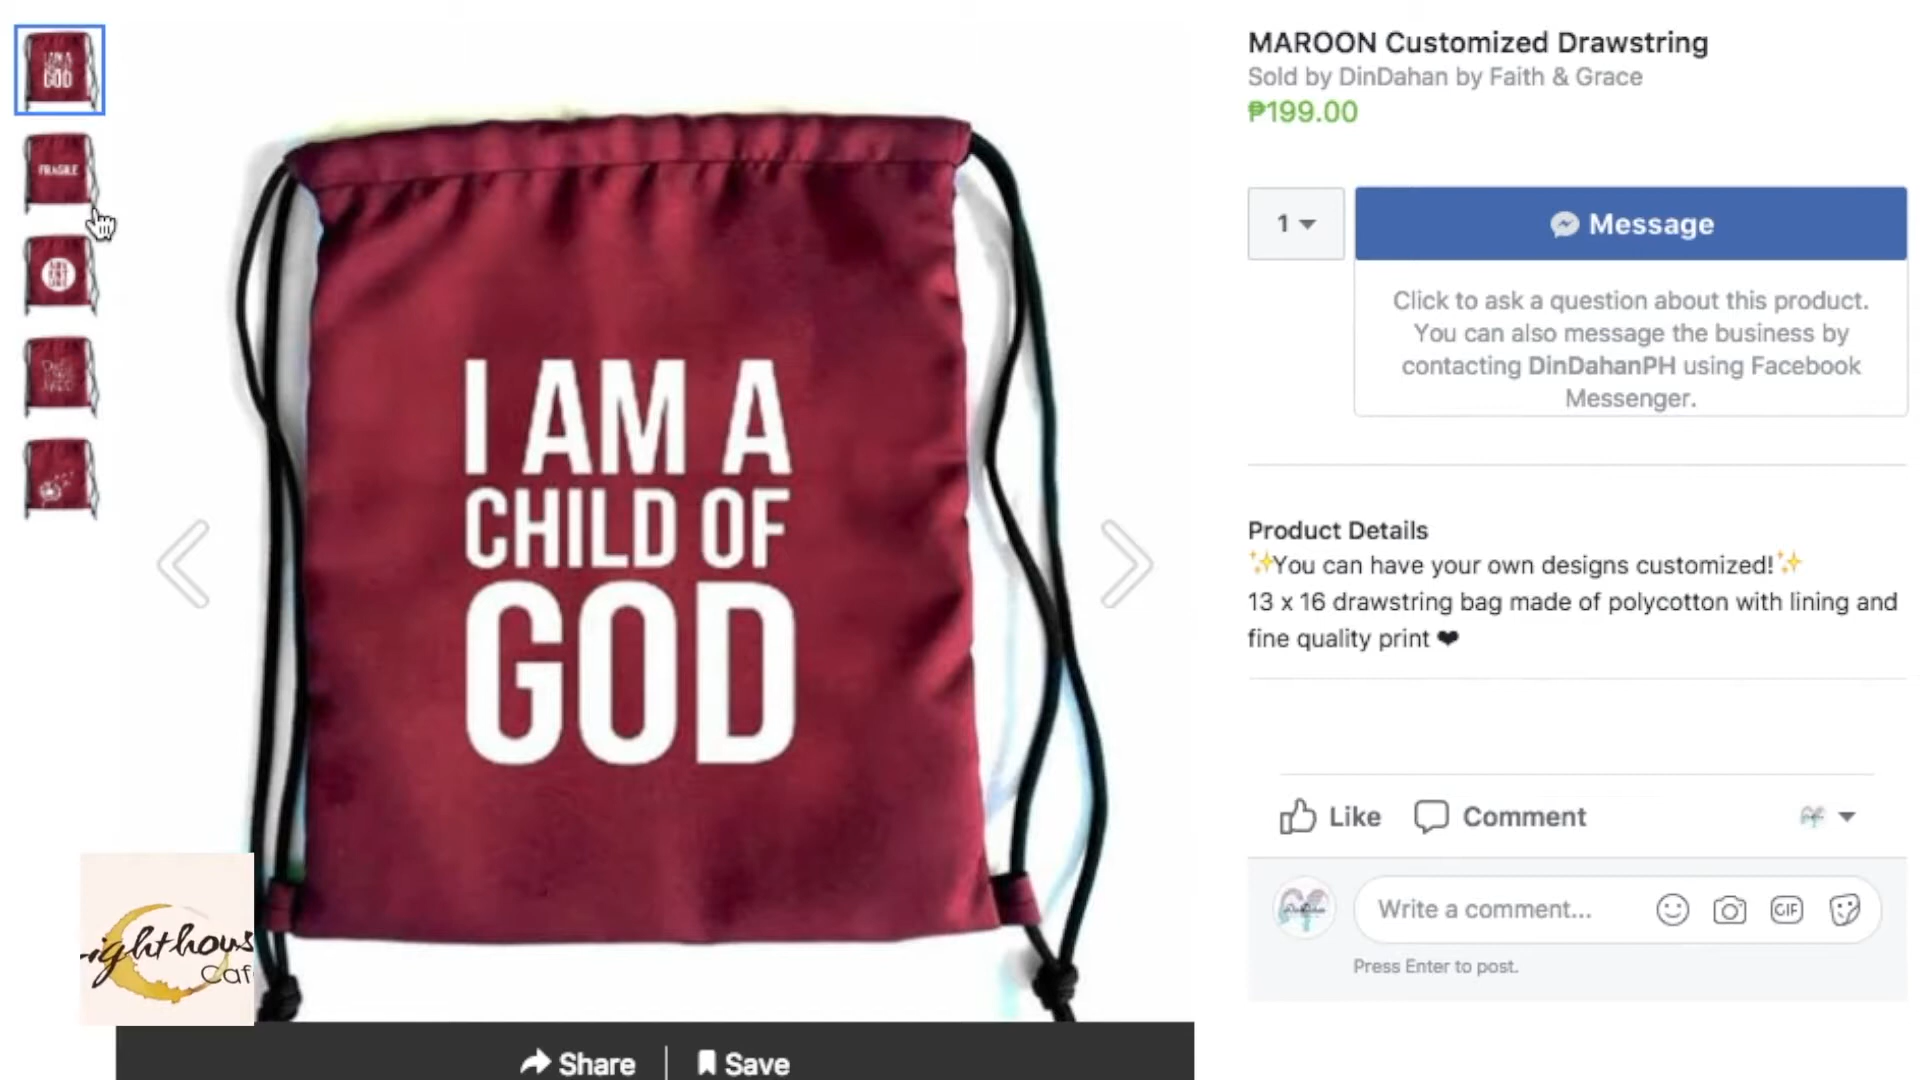 MAROON Customized Drawstring
Sold by DinDahan by Faith & Grace
₱199.00
1
Message
Click to ask a question about this product.
You can also message the business by
contacting DinDahanPH using Facebook
Messenger.
Product Details
✨You can have your own designs customized!✨
13 x 16 drawstring bag made of polycotton with lining and
fine quality print ❤
Like
Comment
Write a comment...
GIF
Press Enter to post.
I AM A
CHILD OF
GOD
GOD
FRAGILE
Share
Save